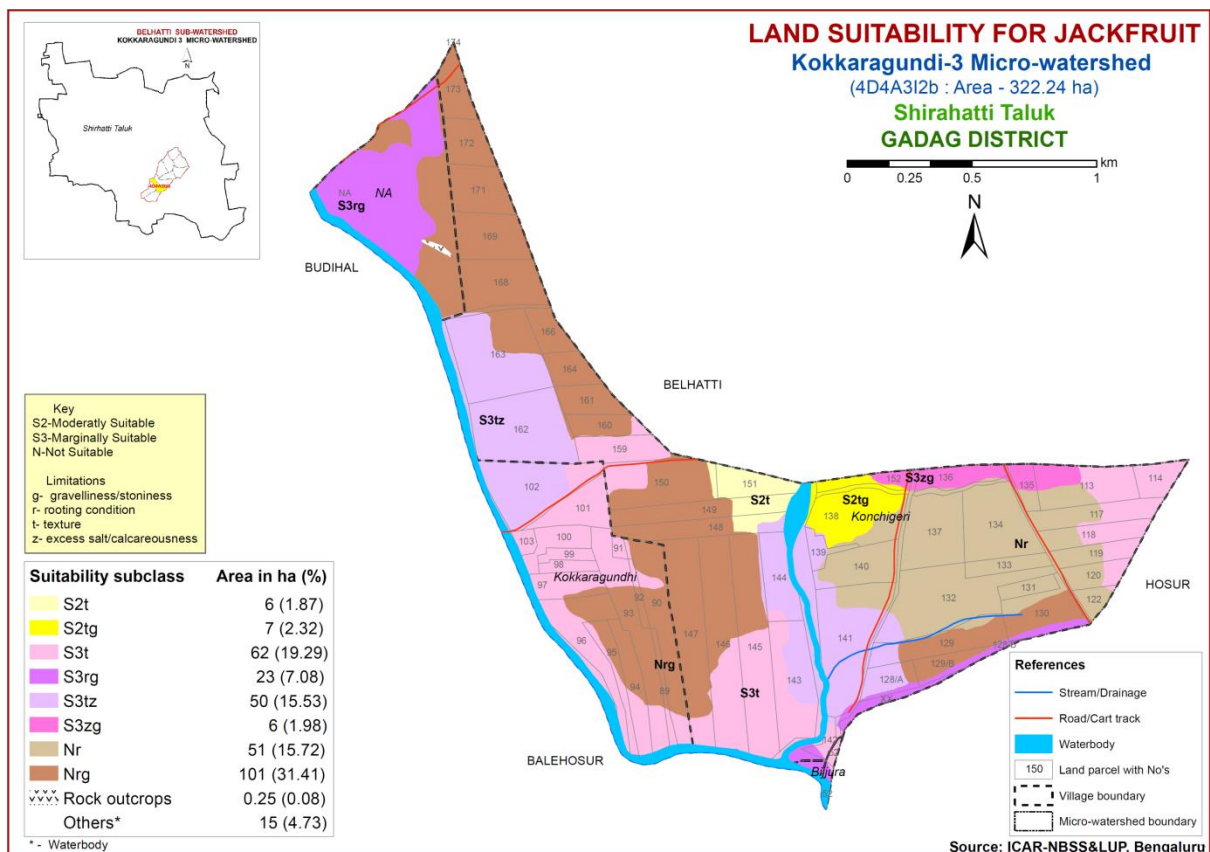 BELHATTI SUB-WATERSHED
KOKKARAGUNDI 3 MICRO-WATERSHED
N
Shirhatti Taluk
LAND SUITABILITY FOR JACKFRUIT
Kokkaragundi-3 Micro-watershed
(4D4A3I2b : Area - 322.24 ha)
Shirahatti Taluk
GADAG DISTRICT
km
0 0.25 0.5 1
N
174
173
172
171
NA
NA
S3rg
169
168
BUDIHAL
166
163
164
BELHATTI
161
162
S3tz
160
159
102
150
151
S2t
101
149
148
S2tg
138
Konchigeri
152
S3zg
136
135
113
114
137
134
117
118
Nr
119
133
120
131
122
HOSUR
103
100
99
98
91
97
Kokkaragundhi
139
140
144
132
130
92
93
90
147
146
145
141
129
129/B
128/B
96
95
94
89
Nrg
S3t
143
128/A
142
BALEHOSUR
Bijjura
Key
S2-Moderatly Suitable
S3-Marginally Suitable
N-Not Suitable
Limitations
g- gravelliness/stoniness
r- rooting condition
t- texture
z- excess salt/calcareousness
Suitability subclass Area in ha (%)
S2t 6 (1.87)
S2tg 7 (2.32)
S3t 62 (19.29)
S3rg 23 (7.08)
S3tz 50 (15.53)
S3zg 6 (1.98)
Nr 51 (15.72)
Nrg 101 (31.41)
Rock outcrops 0.25 (0.08)
Others* 15 (4.73)
* - Waterbody
References
Stream/Drainage
Road/Cart track
Waterbody
150 Land parcel with No's
Village boundary
Micro-watershed boundary
Source: ICAR-NBSS&LUP, Bengaluru